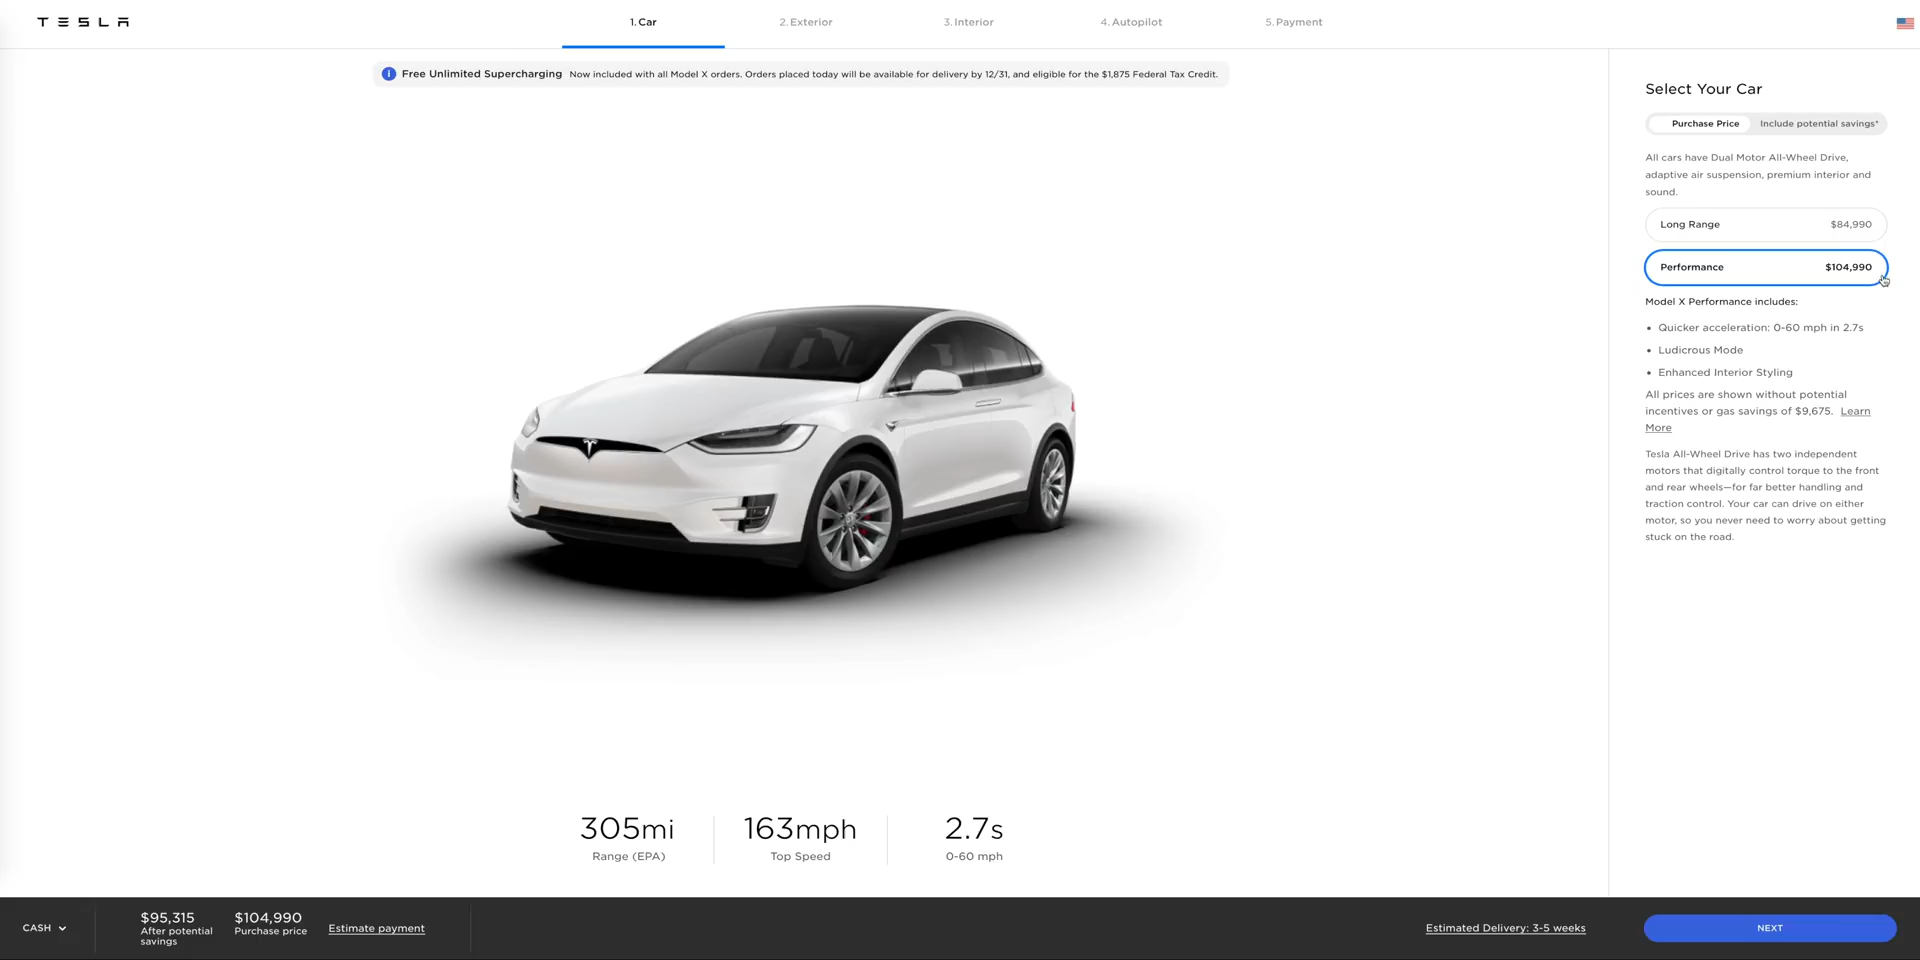 TESLA
1. Car
2. Exterior
3. Interior
4. Autopilot
5. Payment
i Free Unlimited Supercharging Now included with all Model X orders. Orders placed today will be available for delivery by 12/31, and eligible for the $1,875 Federal Tax Credit.
Select Your Car
Purchase Price Include potential savings*
All cars have Dual Motor All-Wheel Drive,
adaptive air suspension, premium interior and
sound.
Long Range $84,990
Performance $104,990
Model X Performance includes:
• Quicker acceleration: 0-60 mph in 2.7s
• Ludicrous Mode
• Enhanced Interior Styling
All prices are shown without potential
incentives or gas savings of $9,675. Learn
More
Tesla All-Wheel Drive has two independent
motors that digitally control torque to the front
and rear wheels—for far better handling and
traction control. Your car can drive on either
motor, so you never need to worry about getting
stuck on the road.
305mi
Range (EPA)
163mph
Top Speed
2.7s
0-60 mph
CASH
$95,315
After potential
savings
$104,990
Purchase price
Estimate payment
Estimated Delivery: 3-5 weeks
NEXT